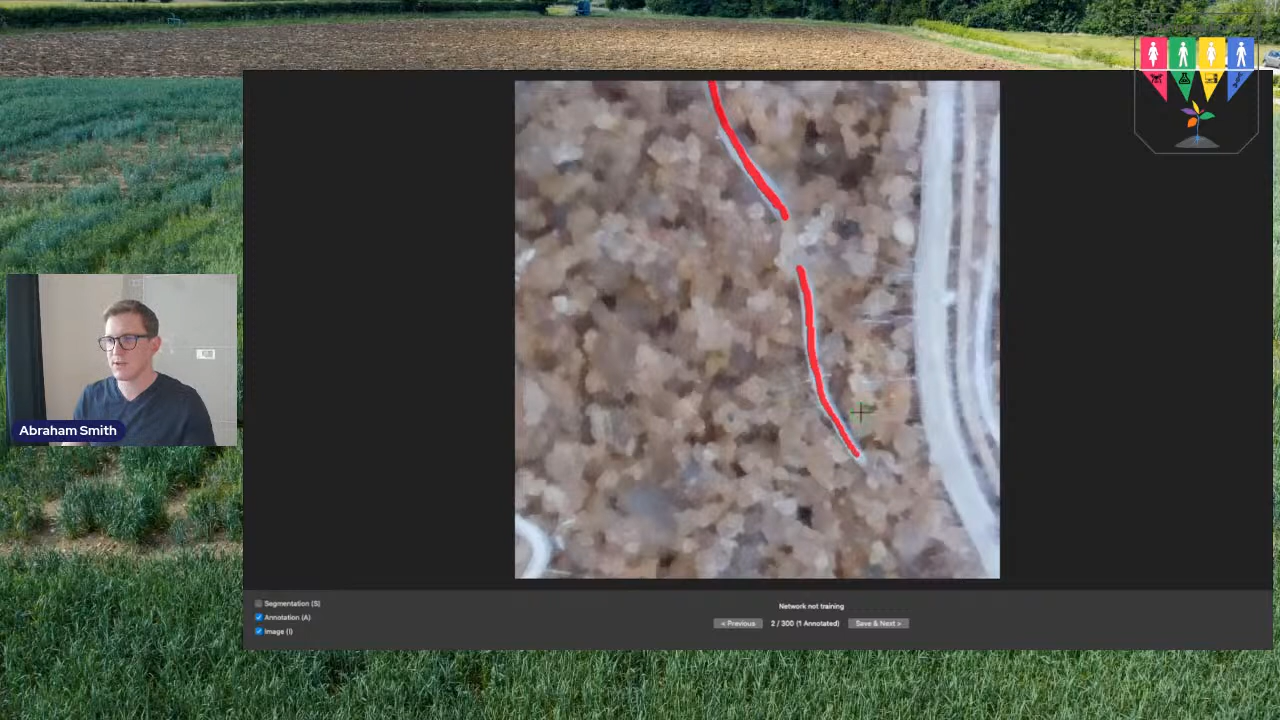 Abraham Smith
Segmentation (S)
Annotation (A)
Image (I)
Network not training
< Previous
2 / 300 (1 Annotated)
Save & Next >